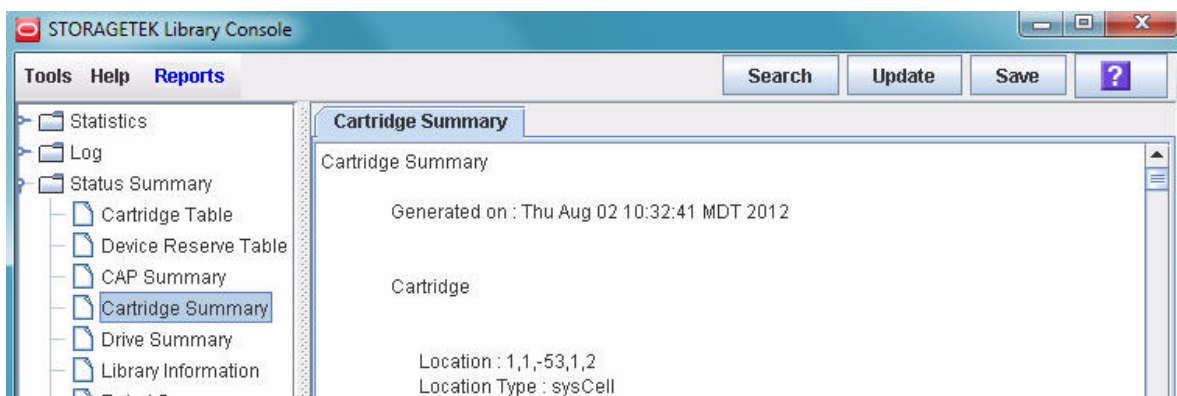 STORAGETEK Library Console
Tools Help Reports Search Update Save ?
Statistics
Log
Status Summary
Cartridge Table
Device Reserve Table
CAP Summary
Cartridge Summary
Drive Summary
Library Information
Cartridge Summary
Cartridge Summary
Generated on : Thu Aug 02 10:32:41 MDT 2012
Cartridge
Location : 1,1,-53,1,2
Location Type : sysCell